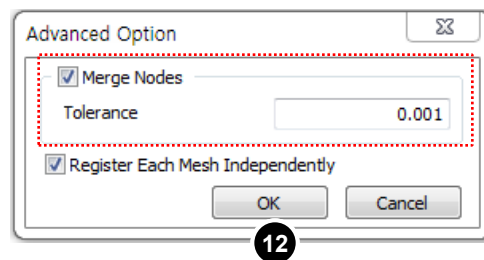 Advanced Option
Merge Nodes
Tolerance 0.001
Register Each Mesh Independently
OK Cancel
12